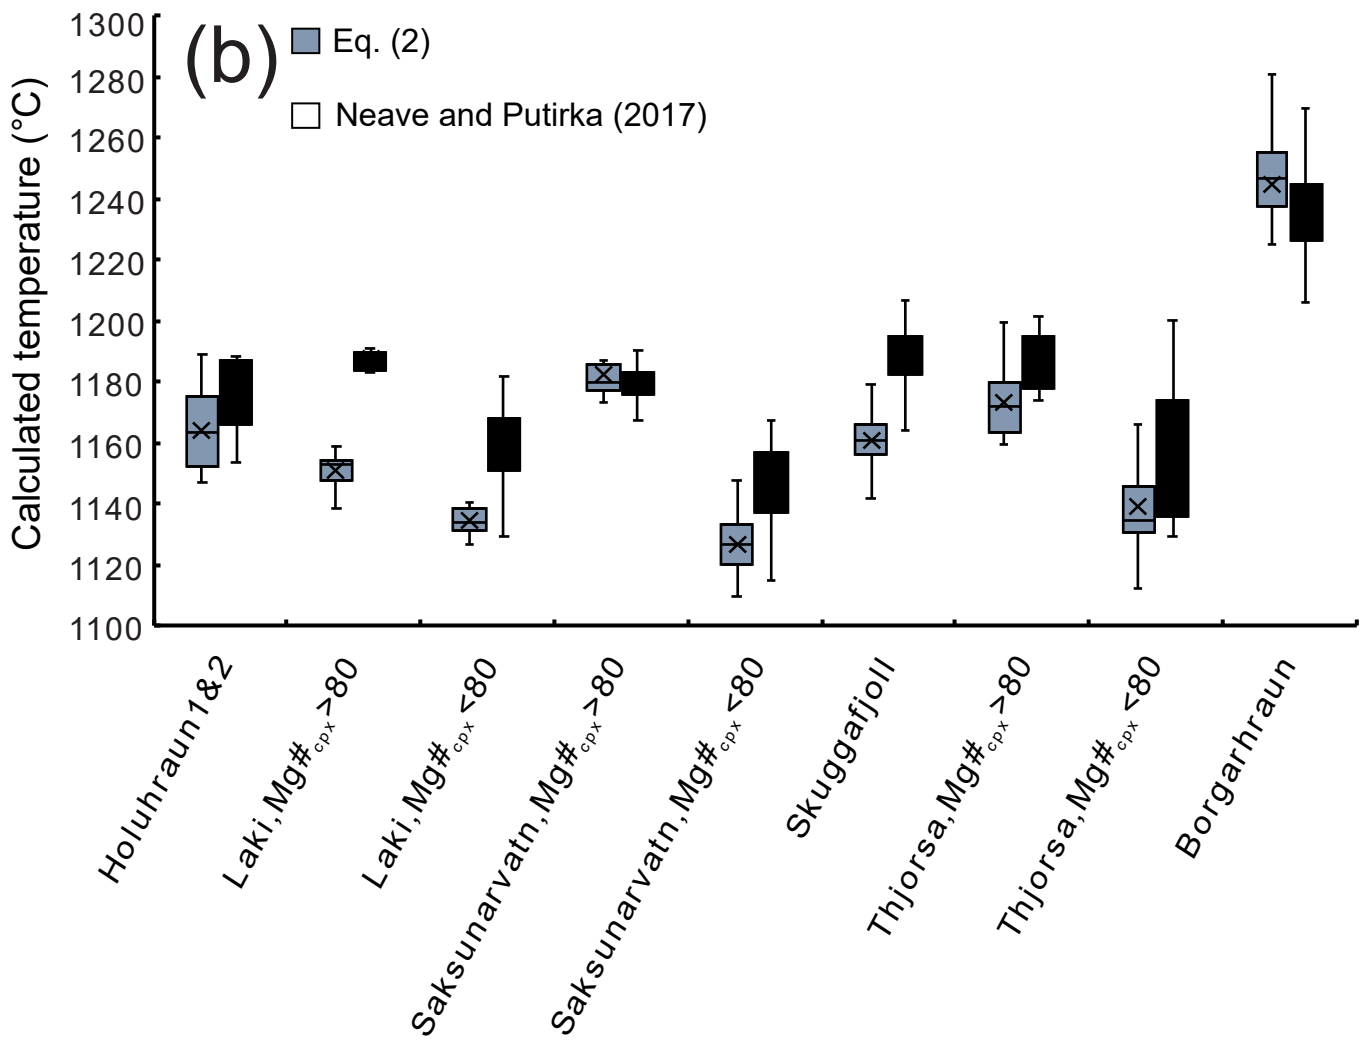 (b)
Eq. (2)
Neave and Putirka (2017)
Calculated temperature (°C)
1300
1280
1260
1240
1220
1200
1180
1160
1140
1120
1100
Holuhraun1&2
Laki,Mg#cpx>80
Laki,Mg#cpx<80
Saksunarvatn,Mg#cpx>80
Saksunarvatn,Mg#cpx<80
Skuggafjoll
Thjorsa,Mg#cpx>80
Thjorsa,Mg#cpx<80
Borgarhraun